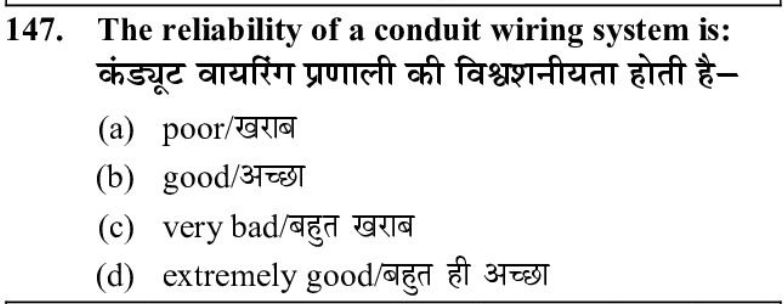 147. The reliability of a conduit wiring system is:
कंड्यूट वायरिंग प्रणाली की विश्वशनीयता होती है–
(a) poor/खराब
(b) good/अच्छा
(c) very bad/बहुत खराब
(d) extremely good/बहुत ही अच्छा